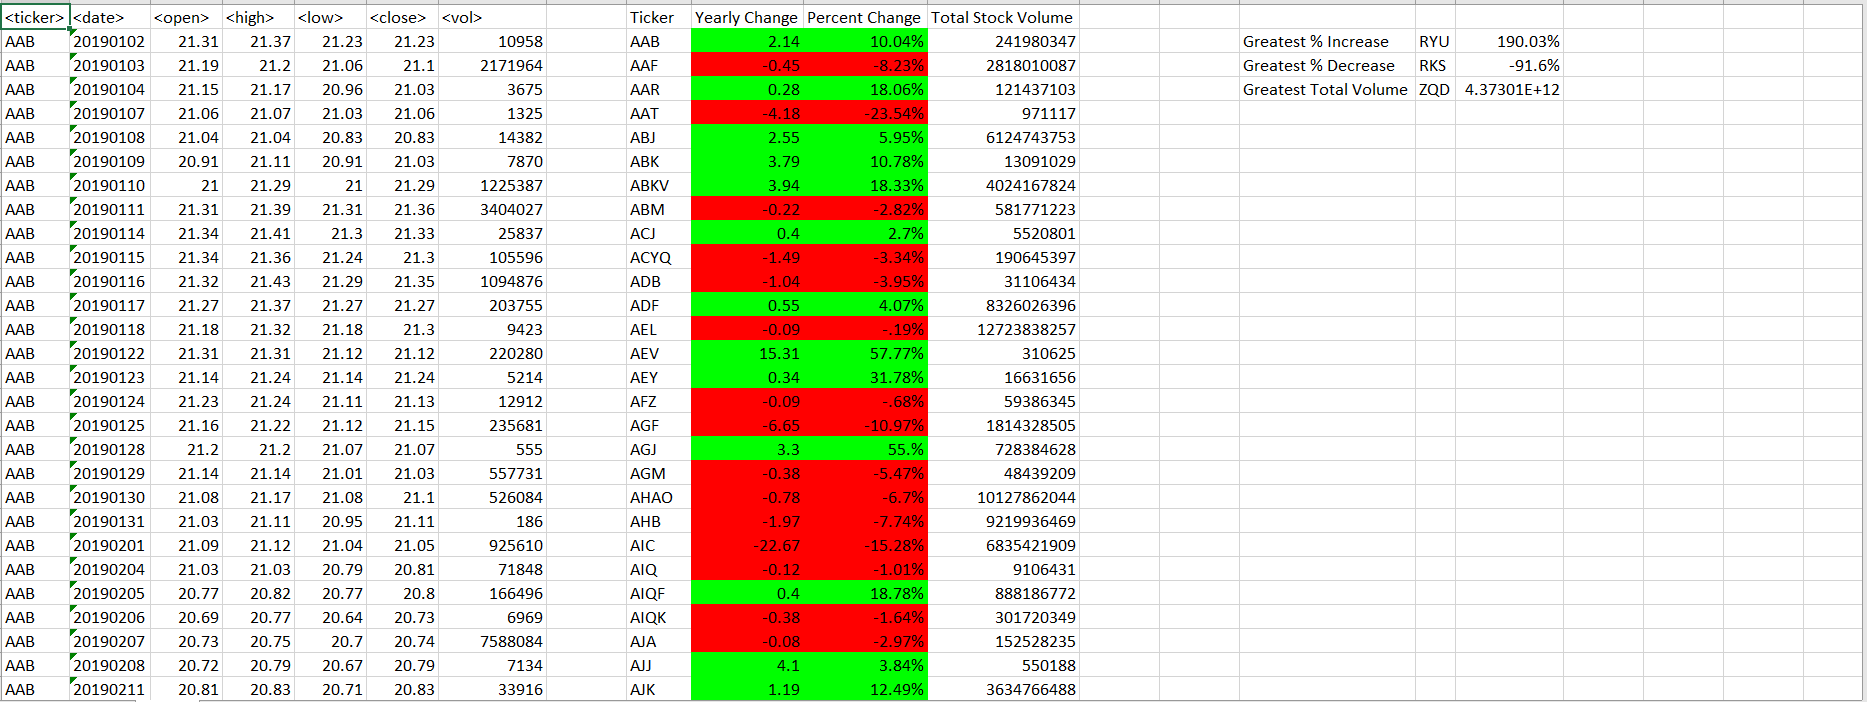 <ticker> <date> <open> <high> <low> <close> <vol> Ticker Yearly Change Percent Change Total Stock Volume
AAB 20190102 21.31 21.37 21.23 21.23 10958 AAB 2.14 10.04% 241980347 Greatest % Increase RYU 190.03%
AAB 20190103 21.19 21.2 21.06 21.1 2171964 AAF -0.45 -8.23% 2818010087 Greatest % Decrease RKS -91.6%
AAB 20190104 21.15 21.17 20.96 21.03 3675 AAR 0.28 18.06% 121437103 Greatest Total Volume ZQD 4.37301E+12
AAB 20190107 21.06 21.07 21.03 21.06 1325 AAT -4.18 -23.54% 971117
AAB 20190108 21.04 21.04 20.83 20.83 14382 ABJ 2.55 5.95% 6124743753
AAB 20190109 20.91 21.11 20.91 21.03 7870 ABK 3.79 10.78% 13091029
AAB 20190110 21 21.29 21 21.29 1225387 ABKV 3.94 18.33% 4024167824
AAB 20190111 21.31 21.39 21.31 21.36 3404027 ABM -0.22 -2.82% 581771223
AAB 20190114 21.34 21.41 21.3 21.33 25837 ACJ 0.4 2.7% 5520801
AAB 20190115 21.34 21.36 21.24 21.3 105596 ACYQ -1.49 -3.34% 190645397
AAB 20190116 21.32 21.43 21.29 21.35 1094876 ADB -1.04 -3.95% 31106434
AAB 20190117 21.27 21.37 21.27 21.27 203755 ADF 0.55 4.07% 8326026396
AAB 20190118 21.18 21.32 21.18 21.3 9423 AEL -0.09 -.19% 12723838257
AAB 20190122 21.31 21.31 21.12 21.12 220280 AEV 15.31 57.77% 310625
AAB 20190123 21.14 21.24 21.14 21.24 5214 AEY 0.34 31.78% 16631656
AAB 20190124 21.23 21.24 21.11 21.13 12912 AFZ -0.09 -.68% 59386345
AAB 20190125 21.16 21.22 21.12 21.15 235681 AGF -6.65 -10.97% 1814328505
AAB 20190128 21.2 21.2 21.07 21.07 555 AGJ 3.3 55.% 728384628
AAB 20190129 21.14 21.14 21.01 21.03 557731 AGM -0.38 -5.47% 48439209
AAB 20190130 21.08 21.17 21.08 21.1 526084 AHAO -0.78 -6.7% 10127862044
AAB 20190131 21.03 21.11 20.95 21.11 186 AHB -1.97 -7.74% 9219936469
AAB 20190201 21.09 21.12 21.04 21.05 925610 AIC -22.67 -15.28% 6835421909
AAB 20190204 21.03 21.03 20.79 20.81 71848 AIQ -0.12 -1.01% 9106431
AAB 20190205 20.77 20.82 20.77 20.8 166496 AIQF 0.4 18.78% 888186772
AAB 20190206 20.69 20.77 20.64 20.73 6969 AIQK -0.38 -1.64% 301720349
AAB 20190207 20.73 20.75 20.7 20.74 7588084 AJA -0.08 -2.97% 152528235
AAB 20190208 20.72 20.79 20.67 20.79 7134 AJJ 4.1 3.84% 550188
AAB 20190211 20.81 20.83 20.71 20.83 33916 AJK 1.19 12.49% 3634766488